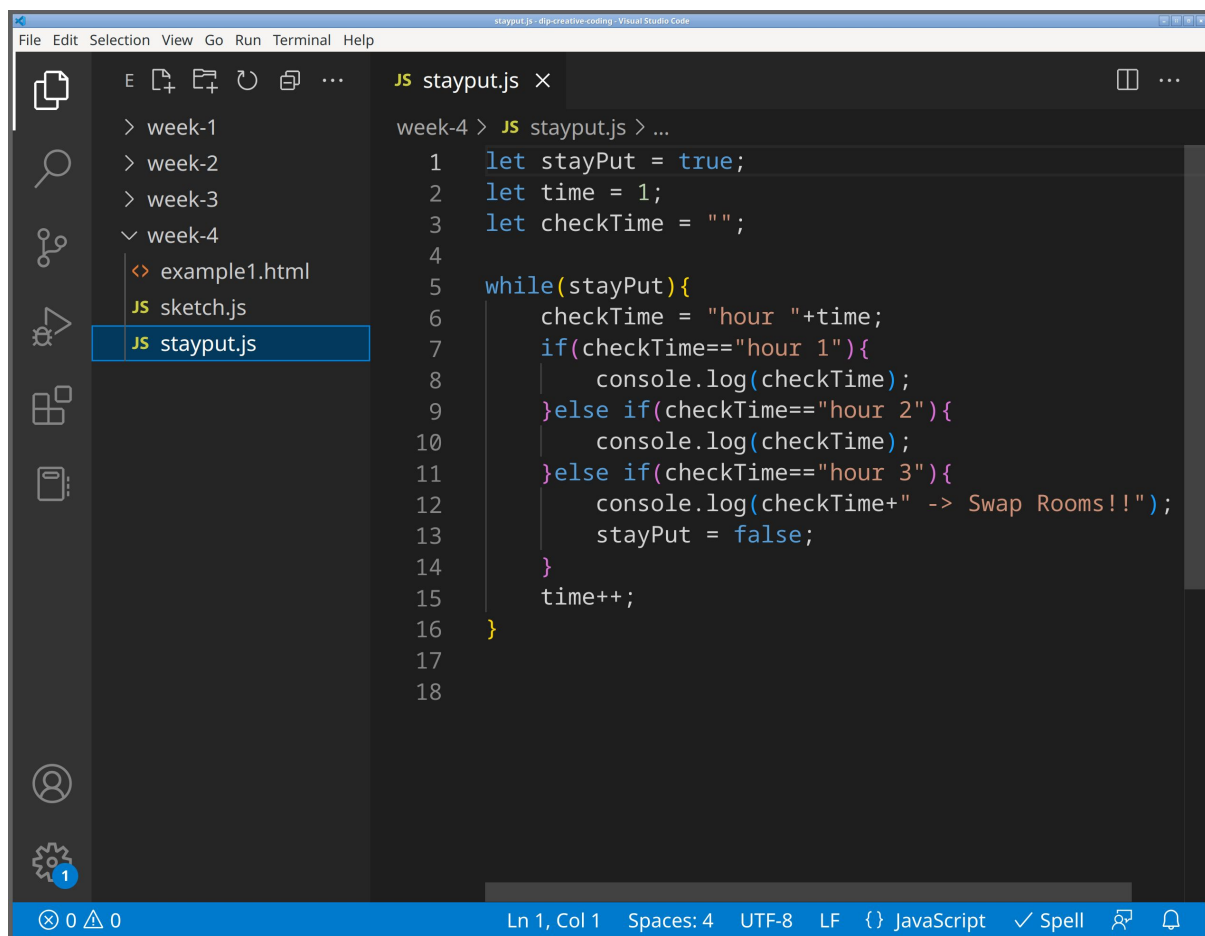 stayput.js - dip-creative-coding - Visual Studio Code
File Edit Selection View Go Run Terminal Help
E
week-1
week-2
week-3
week-4
<> example1.html
JS sketch.js
JS stayput.js
1
JS stayput.js
week-4 > JS stayput.js > ...
1 let stayPut = true;
2 let time = 1;
3 let checkTime = "";
4
5 while(stayPut){
6     checkTime = "hour "+time;
7     if(checkTime=="hour 1"){
8         console.log(checkTime);
9     }else if(checkTime=="hour 2"){
10         console.log(checkTime);
11     }else if(checkTime=="hour 3"){
12         console.log(checkTime+" -> Swap Rooms!!");
13         stayPut = false;
14     }
15     time++;
16 }
17
18
0 0 Ln 1, Col 1 Spaces: 4 UTF-8 LF {} JavaScript Spell